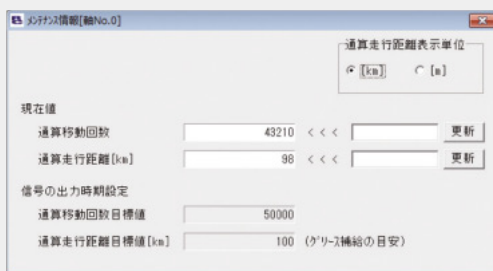 メンテナンス情報[軸No.0]
通算走行距離表示単位
[km] [m]
現在値
通算移動回数 43210 <<< 更新
通算走行距離[km] 98 <<< 更新
信号の出力時期設定
通算移動回数目標値 50000
通算走行距離目標値[km] 100 (グリース補給の目安)